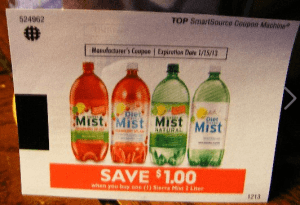 524962
TOP SmartSource Coupon Machine
Manufacturer's Coupon | Expiration Date 1/15/13
Mist
Diet
Mist
Mist
NATURAL
Diet
Mist
SAVE $1.00
when you buy one (1) Sierra Mist 2 Liter
1213